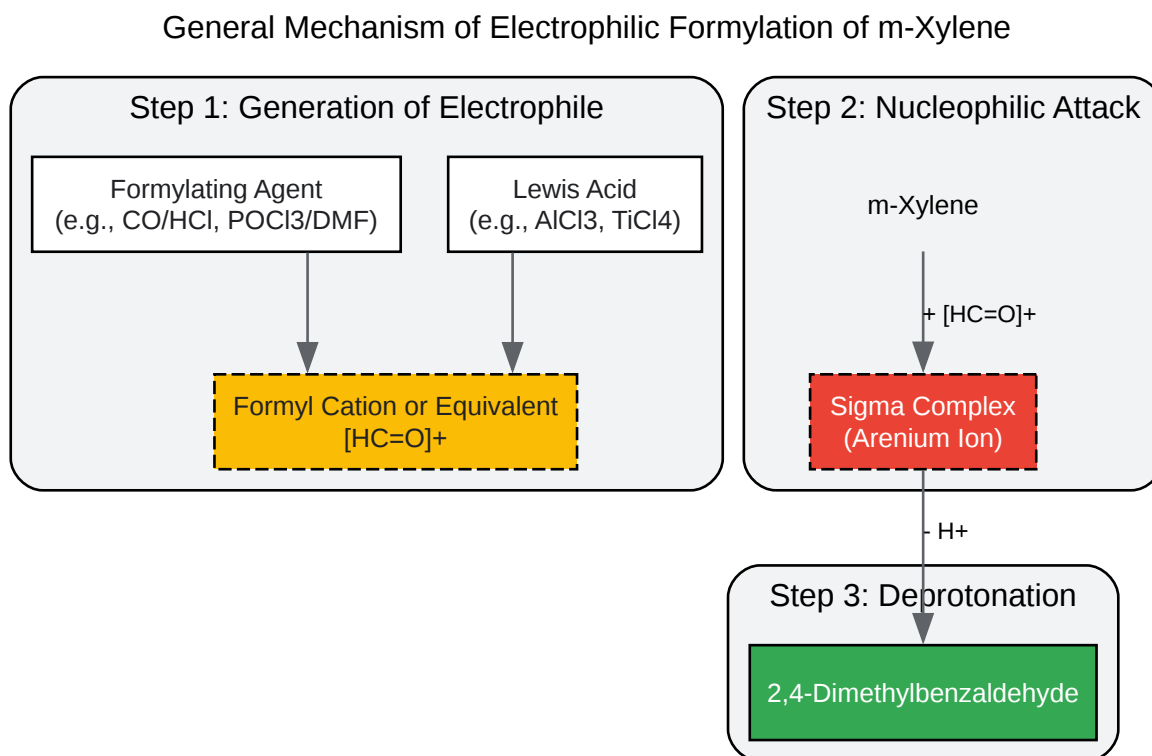 General Mechanism of Electrophilic Formylation of m-Xylene
Step 1: Generation of Electrophile
Formylating Agent
(e.g., CO/HCl, POCl3/DMF)
Lewis Acid
(e.g., AlCl3, TiCl4)
Formyl Cation or Equivalent
[HC=O]+
Step 2: Nucleophilic Attack
m-Xylene
+ [HC=O]+
Sigma Complex
(Arenium Ion)
- H+
Step 3: Deprotonation
2,4-Dimethylbenzaldehyde